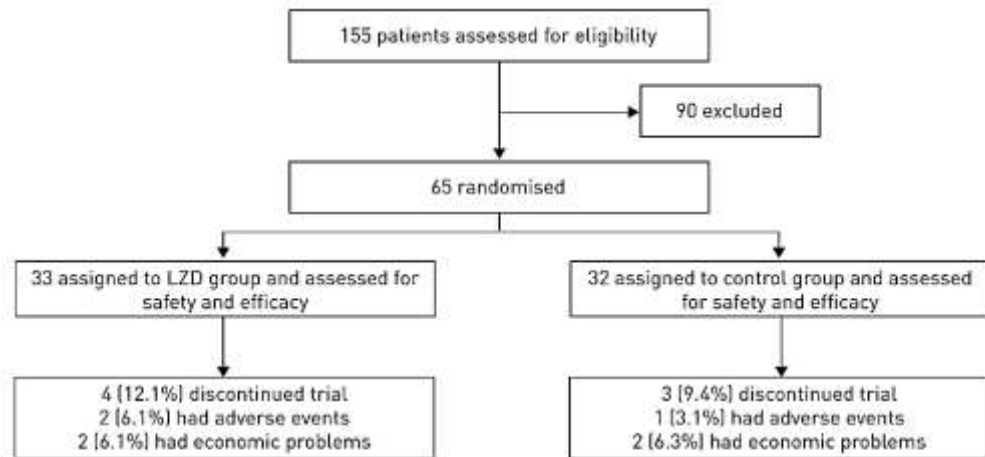 155 patients assessed for eligibility
90 excluded
65 randomised
33 assigned to LZD group and assessed for
safety and efficacy
32 assigned to control group and assessed
for safety and efficacy
4 (12.1%) discontinued trial
2 (6.1%) had adverse events
2 (6.1%) had economic problems
3 (9.4%) discontinued trial
1 (3.1%) had adverse events
2 (6.3%) had economic problems